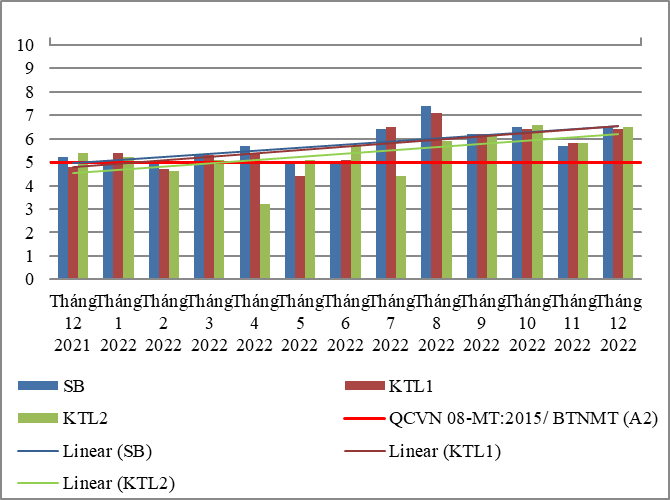 10
9
8
7
6
5
4
3
2
1
0
Tháng Tháng Tháng Tháng Tháng Tháng Tháng Tháng Tháng Tháng Tháng Tháng Tháng
12 1 2 3 4 5 6 7 8 9 10 11 12
2021 2022 2022 2022 2022 2022 2022 2022 2022 2022 2022 2022 2022
SB
KTL1
KTL2
QCVN 08-MT:2015/ BTNMT (A2)
Linear (SB)
Linear (KTL1)
Linear (KTL2)